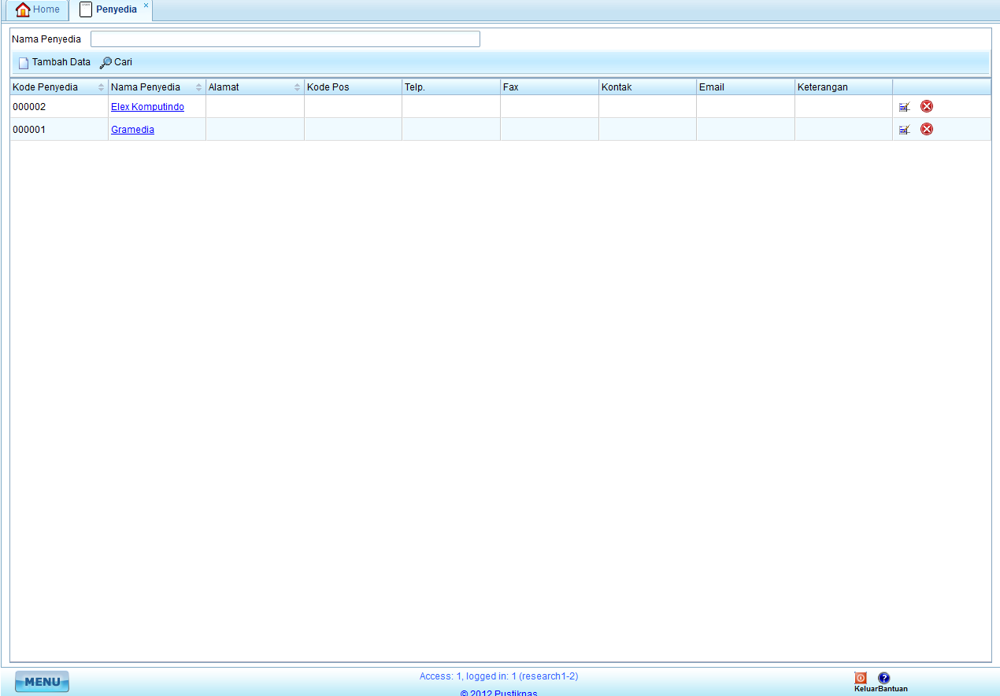 Home Penyedia ×
Nama Penyedia
Tambah Data Cari
Kode Penyedia Nama Penyedia Alamat Kode Pos Telp. Fax Kontak Email Keterangan
000002 Elex Komputindo
000001 Gramedia
MENU Access: 1, logged in: 1 (research1-2)
KeluarBantuan
© 2012 Pustiknas